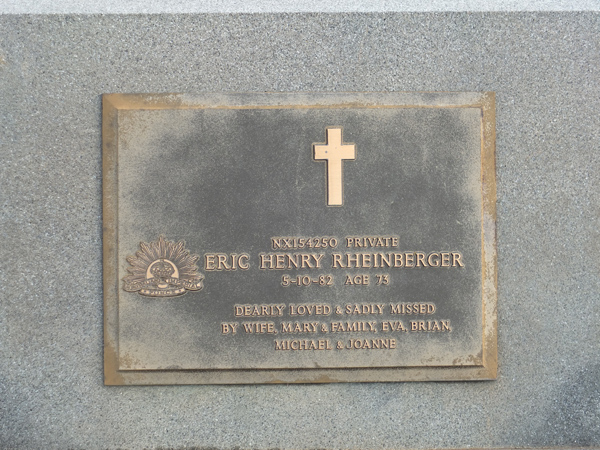 NX154250 PRIVATE
ERIC HENRY RHEINBERGER
5-10-82 AGE 73
DEARLY LOVED & SADLY MISSED
BY WIFE, MARY & FAMILY, EVA, BRIAN,
MICHAEL & JOANNE